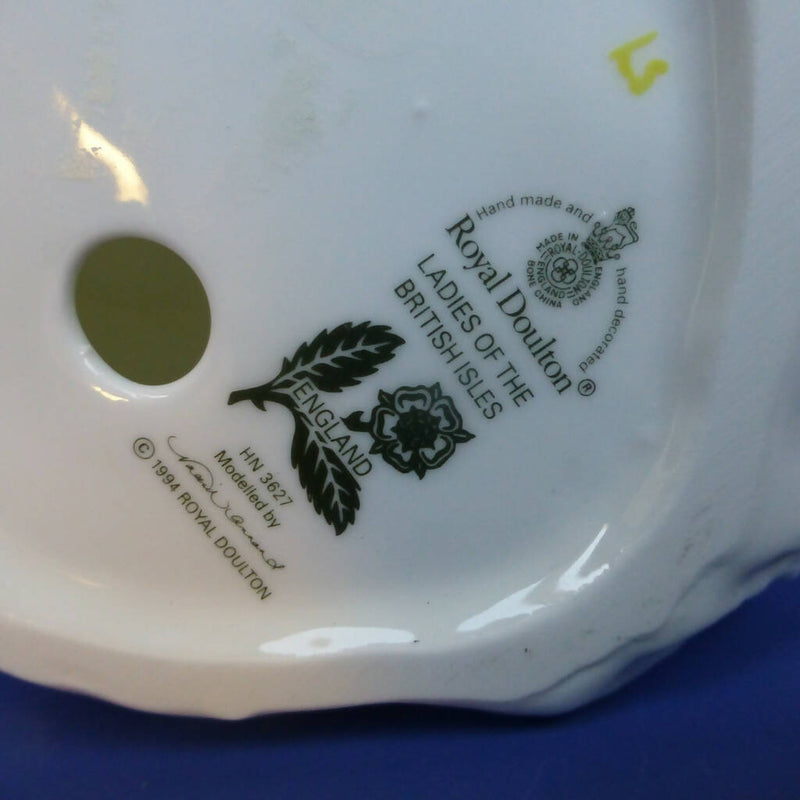 Hand made and
hand decorated
MADE IN
ENGLAND
ROYAL-DOULTON
ENGLAND
BONE CHINA
Royal Doulton ®
LADIES OF THE
BRITISH ISLES
ENGLAND
HN 3627
Modelled by
© 1994 ROYAL DOULTON